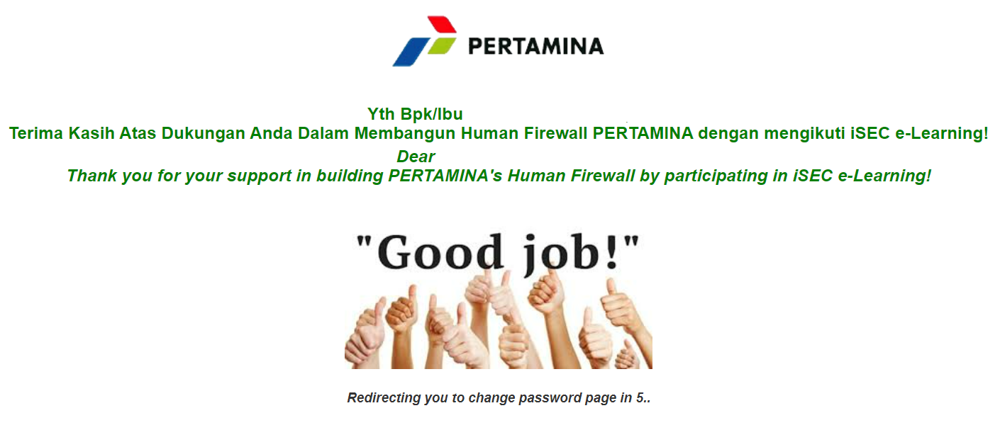 PERTAMINA
Yth Bpk/Ibu
Terima Kasih Atas Dukungan Anda Dalam Membangun Human Firewall PERTAMINA dengan mengikuti iSEC e-Learning!
Dear
Thank you for your support in building PERTAMINA's Human Firewall by participating in iSEC e-Learning!
"Good job!"
Redirecting you to change password page in 5..